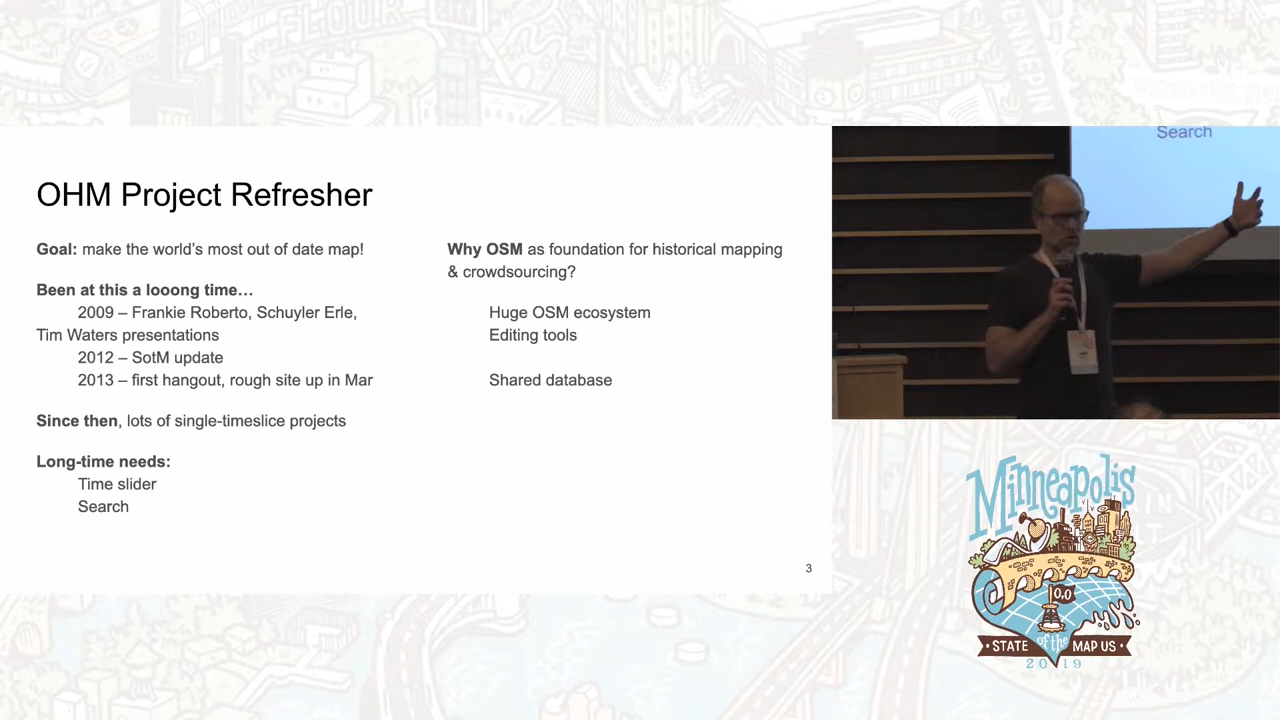 FLOUR
HENNEPIN
Search
OHM Project Refresher
Goal: make the world's most out of date map!
Been at this a looong time…
2009 – Frankie Roberto, Schuyler Erle,
Tim Waters presentations
2012 – SotM update
2013 – first hangout, rough site up in Mar
Since then, lots of single-timeslice projects
Long-time needs:
Time slider
Search
Why OSM as foundation for historical mapping
& crowdsourcing?
Huge OSM ecosystem
Editing tools
Shared database
3
Minneapolis
0,0
STATE of the MAP US
2019